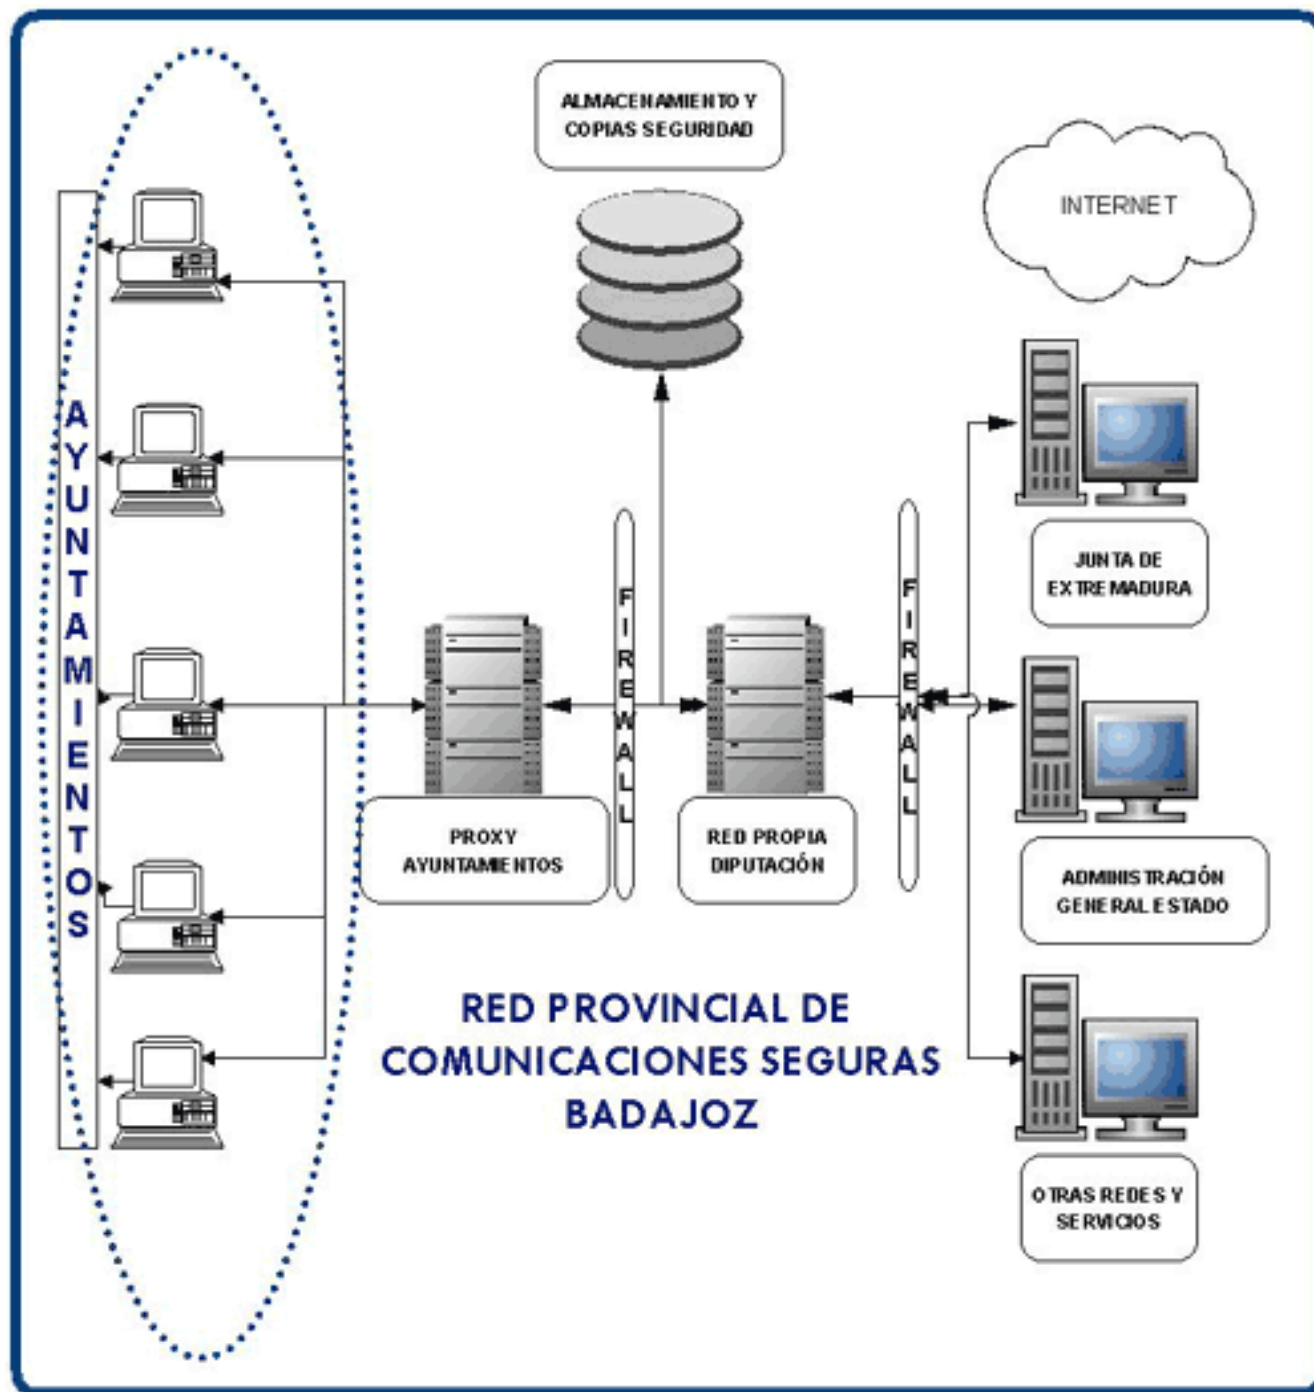 ALMACENAMIENTO Y
COPIAS SEGURIDAD
INTERNET
AYUNTAMIENTOS
JUNTA DE
EXTREMADURA
FIREWALL
FIREWALL
PROXY
AYUNTAMIENTOS
RED PROPIA
DIPUTACIÓN
ADMINISTRACIÓN
GENERAL ESTADO
RED PROVINCIAL DE
COMUNICACIONES SEGURAS
BADAJOZ
OTRAS REDES Y
SERVICIOS